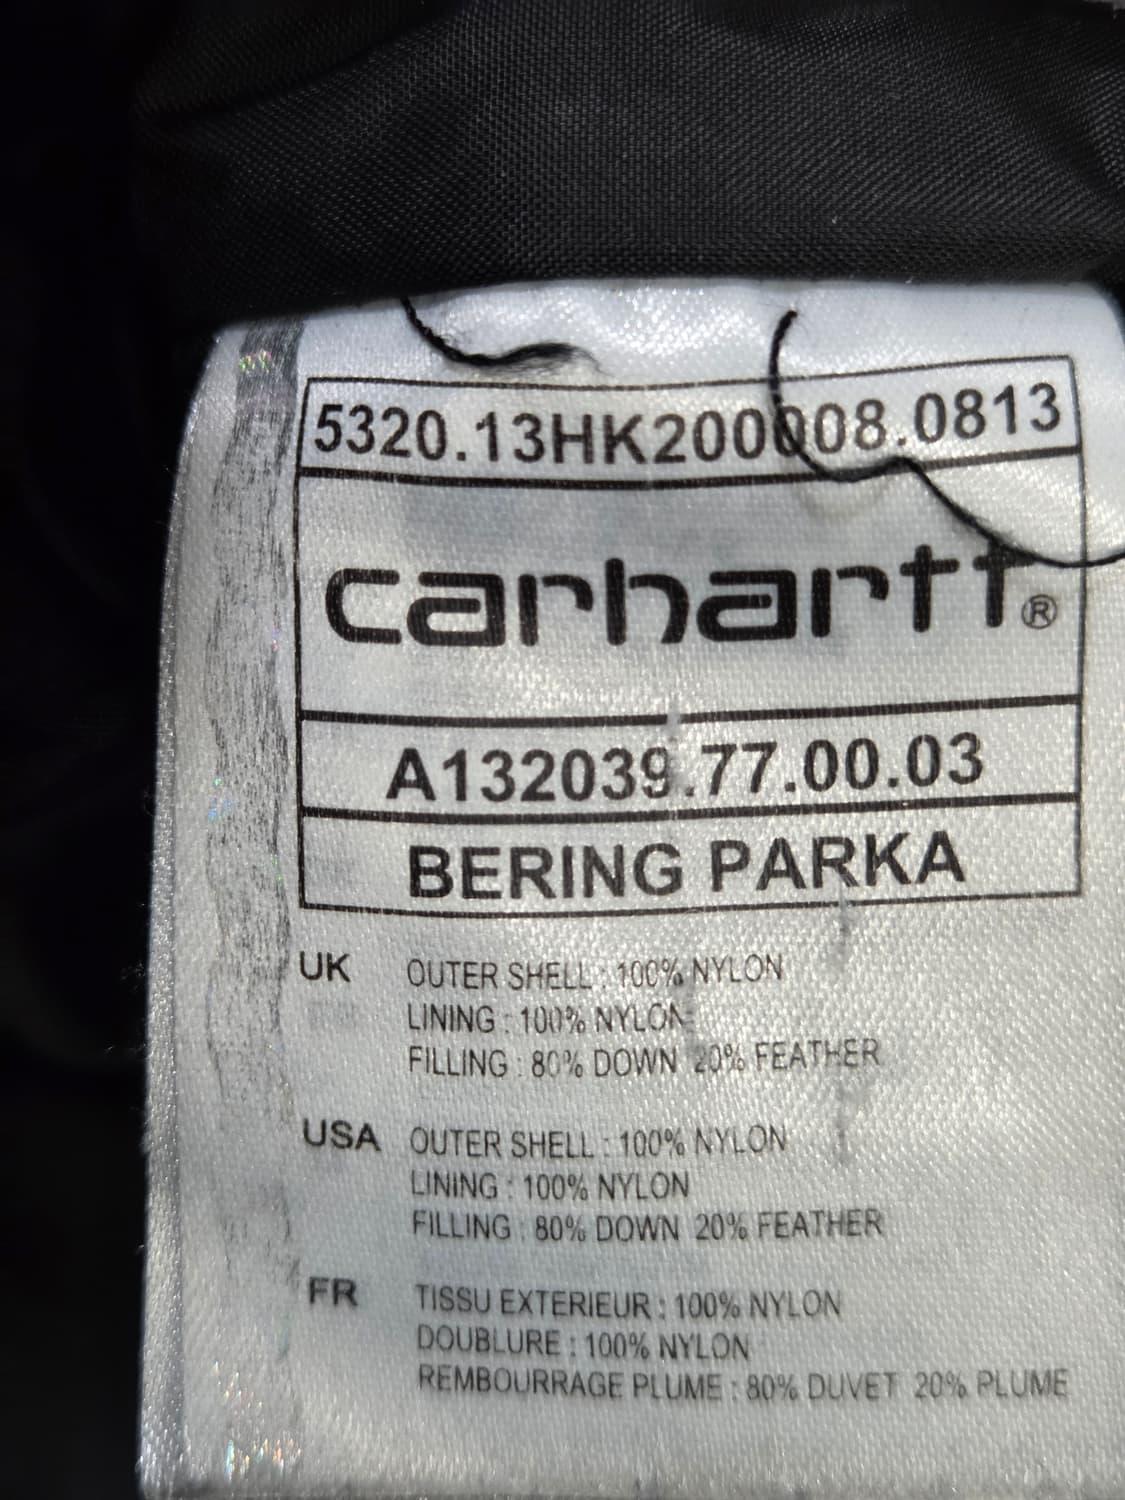 5320.13HK200008.0813
carhartt®
A132039.77.00.03
BERING PARKA
UK OUTER SHELL : 100% NYLON
LINING : 100% NYLON
FILLING : 80% DOWN 20% FEATHER
USA OUTER SHELL : 100% NYLON
LINING : 100% NYLON
FILLING : 80% DOWN 20% FEATHER
FR TISSU EXTERIEUR : 100% NYLON
DOUBLURE : 100% NYLON
REMBOURRAGE PLUME : 80% DUVET 20% PLUME